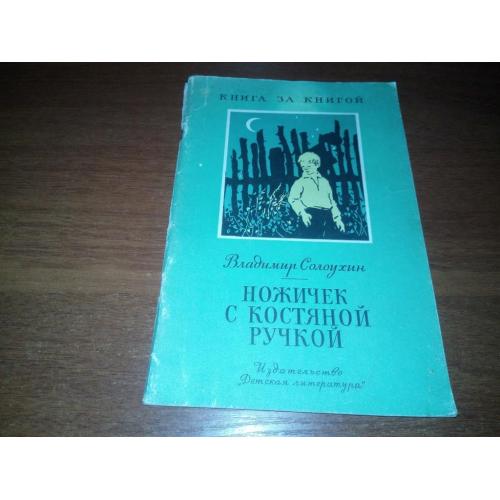 КНИГА ЗА КНИГОЙ
Владимир Солоухин
НОЖИЧЕК
С КОСТЯНОЙ
РУЧКОЙ
Издательство
„Детская литература"